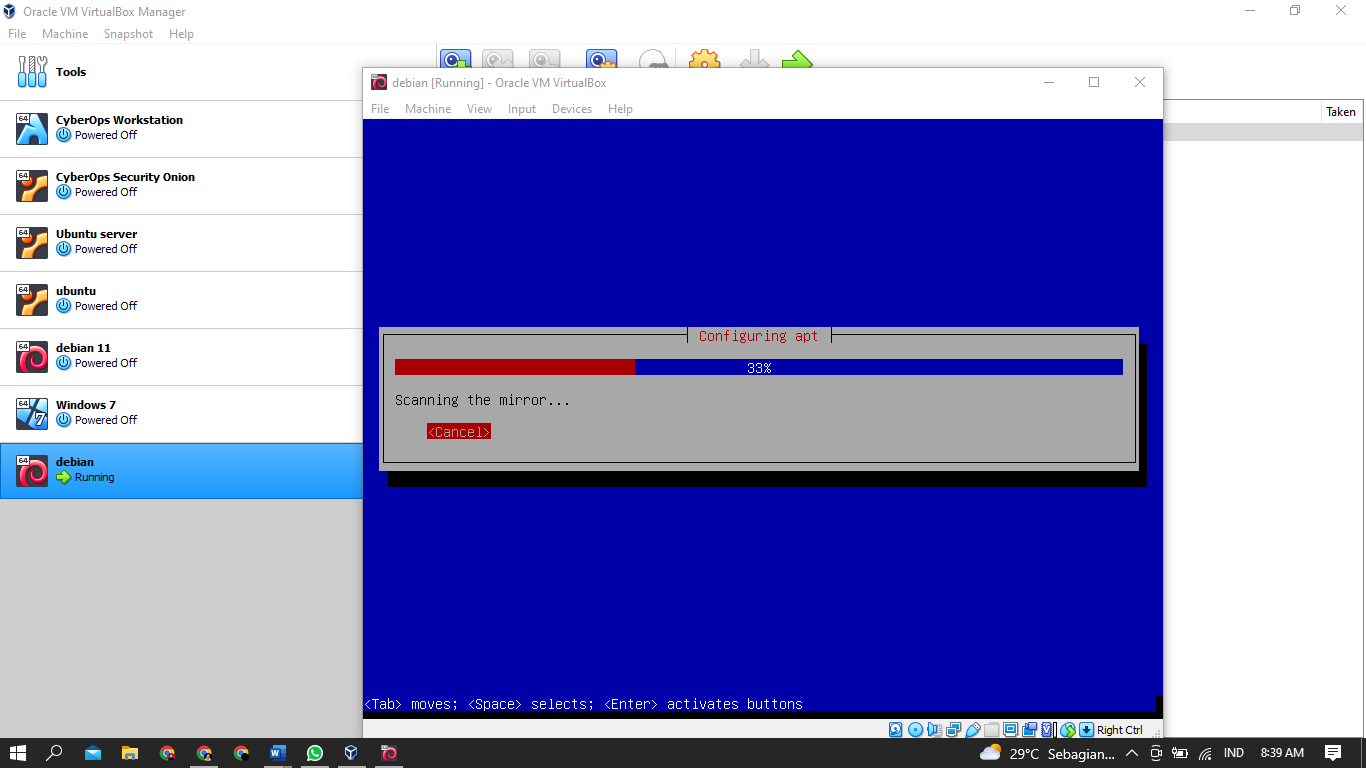 Oracle VM VirtualBox Manager
File Machine Snapshot Help
Tools
Taken
64
CyberOps Workstation
Powered Off
64
CyberOps Security Onion
Powered Off
64
Ubuntu server
Powered Off
64
ubuntu
Powered Off
64
debian 11
Powered Off
64
7
Windows 7
Powered Off
64
debian
Running
64
debian [Running] - Oracle VM VirtualBox
File Machine View Input Devices Help
Configuring apt
33%
Scanning the mirror...
<Cancel>
<Tab> moves; <Space> selects; <Enter> activates buttons
Right Ctrl
29°C Sebagian... IND 8:39 AM